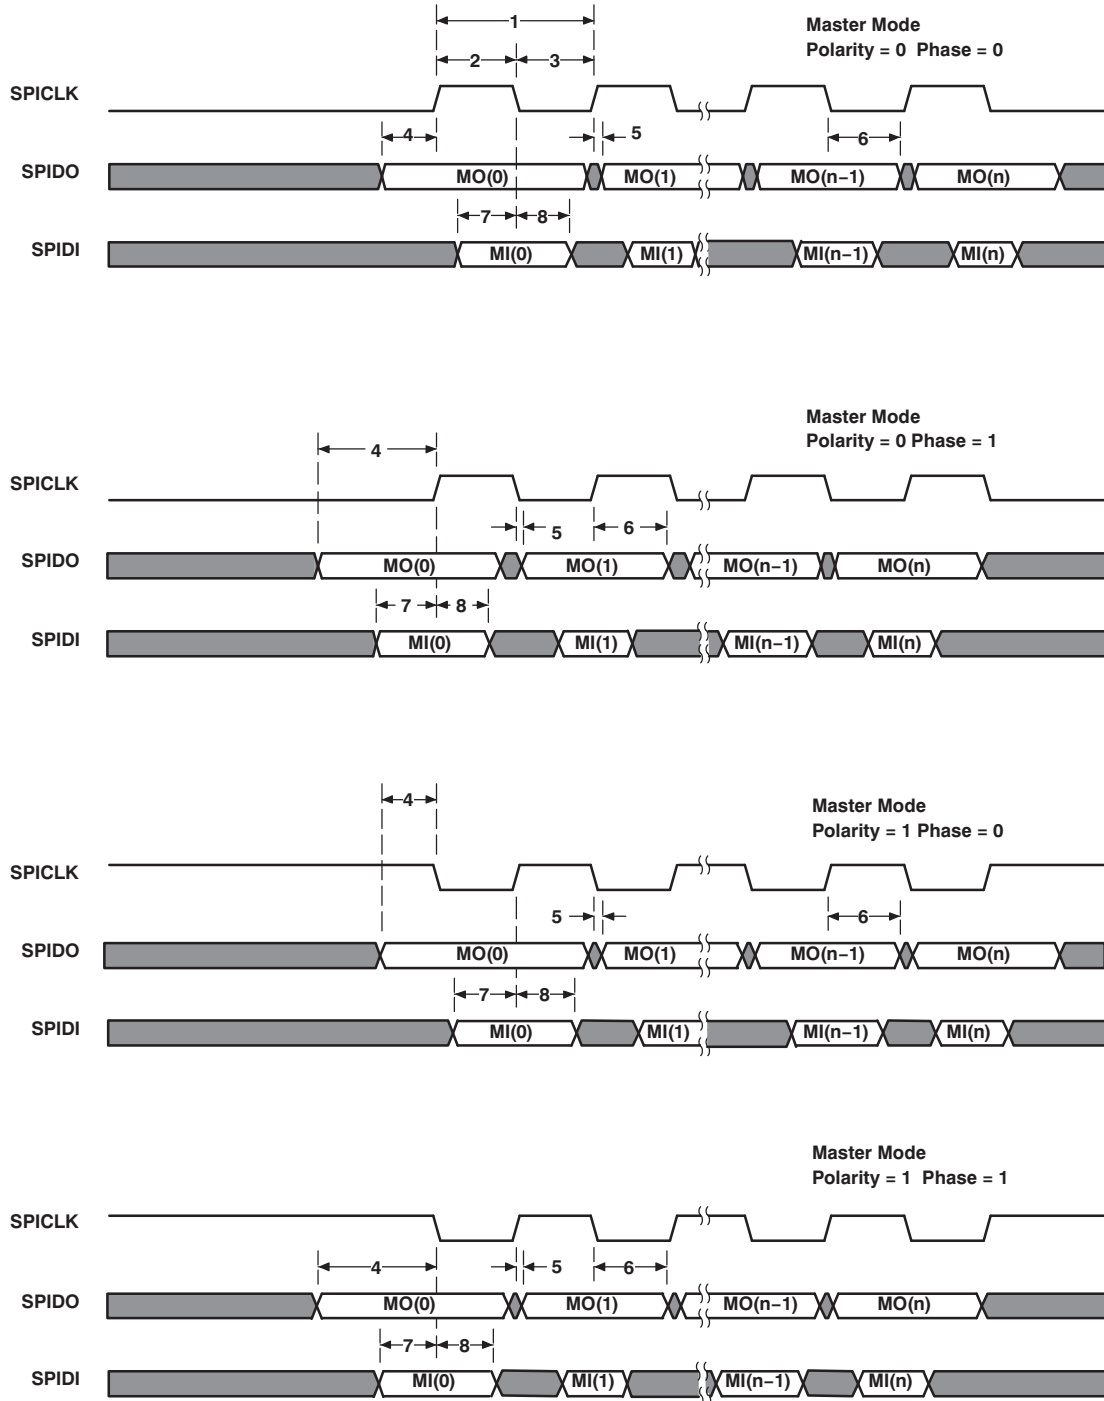 Master Mode
Polarity = 0 Phase = 0
1
2 3
SPICLK
4 5 6
SPIDO MO(0) MO(1) MO(n−1) MO(n)
7 8
SPIDI MI(0) MI(1) MI(n−1) MI(n)
Master Mode
Polarity = 0 Phase = 1
4
SPICLK
5 6
SPIDO MO(0) MO(1) MO(n−1) MO(n)
7 8
SPIDI MI(0) MI(1) MI(n−1) MI(n)
Master Mode
Polarity = 1 Phase = 0
4
SPICLK
5 6
SPIDO MO(0) MO(1) MO(n−1) MO(n)
7 8
SPIDI MI(0) MI(1) MI(n−1) MI(n)
Master Mode
Polarity = 1 Phase = 1
SPICLK
4 5 6
SPIDO MO(0) MO(1) MO(n−1) MO(n)
7 8
SPIDI MI(0) MI(1) MI(n−1) MI(n)